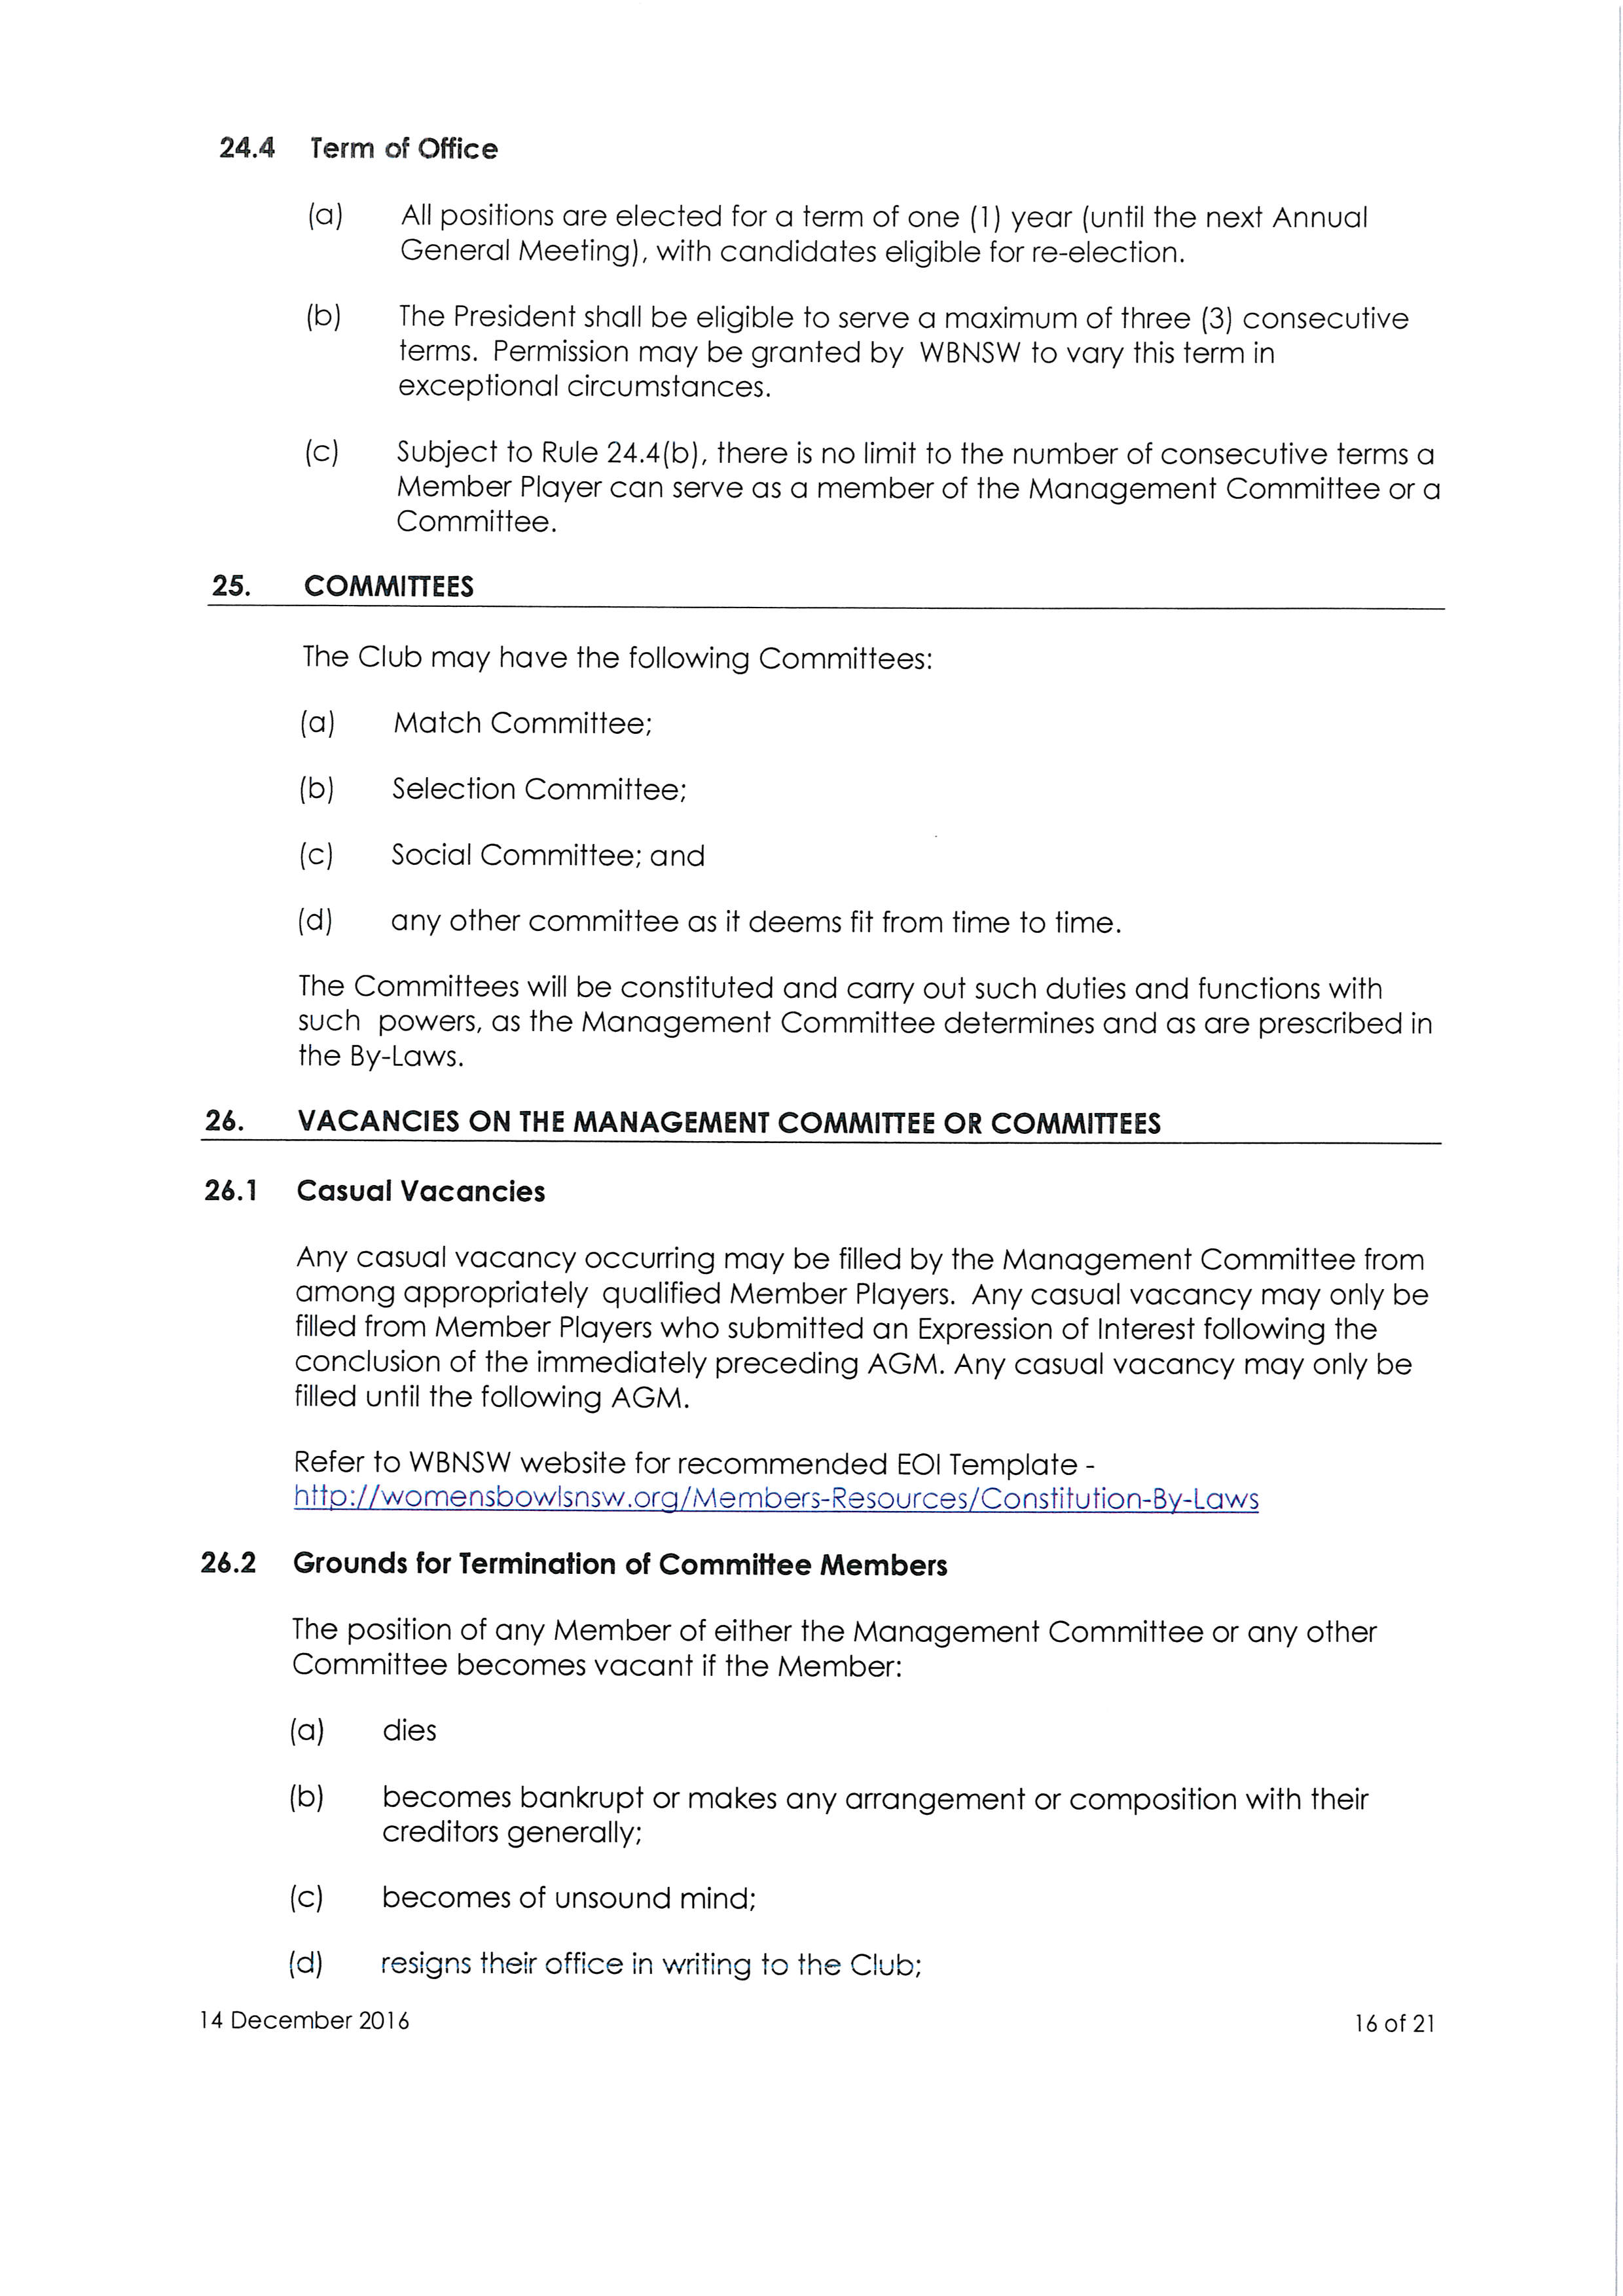 24.4 Term of Office
(a) All positions are elected for a term of one (1) year (until the next Annual
General Meeting), with candidates eligible for re-election.
(b) The President shall be eligible to serve a maximum of three (3) consecutive
terms. Permission may be granted by WBNSW to vary this term in
exceptional circumstances.
(c) Subject to Rule 24.4(b), there is no limit to the number of consecutive terms a
Member Player can serve as a member of the Management Committee or a
Committee.
25. COMMITTEES
The Club may have the following Committees:
(a) Match Committee;
(b) Selection Committee;
(c) Social Committee; and
(d) any other committee as it deems fit from time to time.
The Committees will be constituted and carry out such duties and functions with
such powers, as the Management Committee determines and as are prescribed in
the By-Laws.
26. VACANCIES ON THE MANAGEMENT COMMITTEE OR COMMITTEES
26.1 Casual Vacancies
Any casual vacancy occurring may be filled by the Management Committee from
among appropriately qualified Member Players. Any casual vacancy may only be
filled from Member Players who submitted an Expression of Interest following the
conclusion of the immediately preceding AGM. Any casual vacancy may only be
filled until the following AGM.
Refer to WBNSW website for recommended EOI Template -
http://womensbowlsnsw.org/Members-Resources/Constitution-By-Laws
26.2 Grounds for Termination of Committee Members
The position of any Member of either the Management Committee or any other
Committee becomes vacant if the Member:
(a) dies
(b) becomes bankrupt or makes any arrangement or composition with their
creditors generally;
(c) becomes of unsound mind;
(d) resigns their office in writing to the Club;
14 December 2016 16 of 21